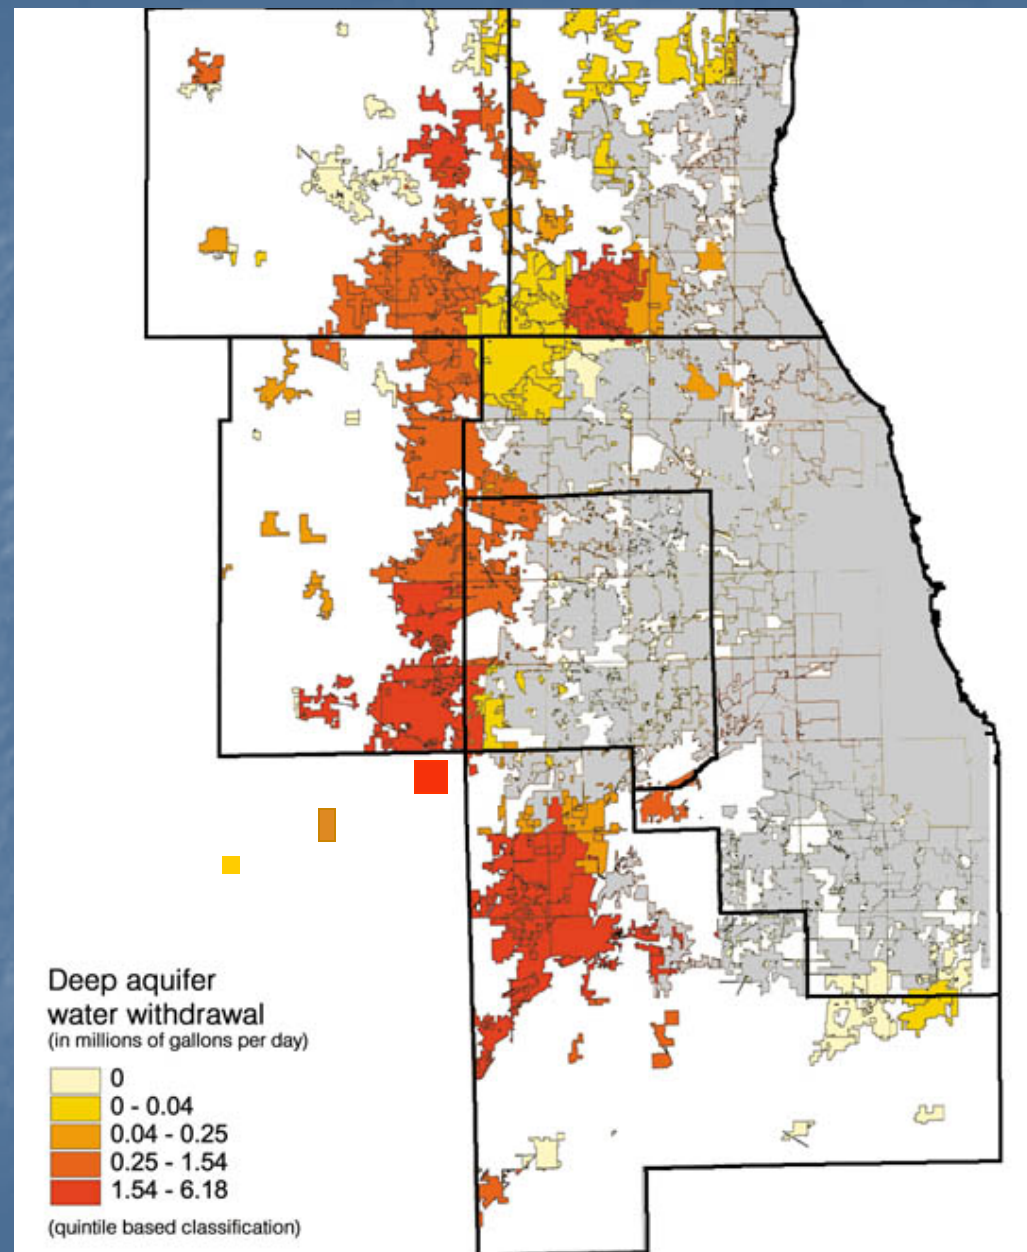 Deep aquifer
water withdrawal
(in millions of gallons per day)
0
0 - 0.04
0.04 - 0.25
0.25 - 1.54
1.54 - 6.18
(quintile based classification)